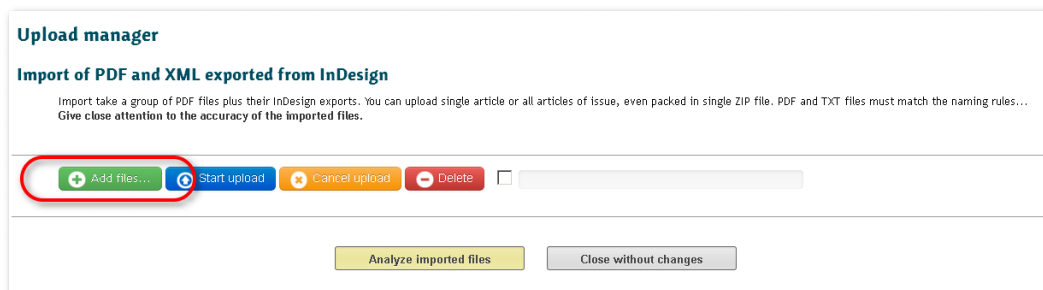 Upload manager
Import of PDF and XML exported from InDesign
Import take a group of PDF files plus their InDesign exports. You can upload single article or all articles of issue, even packed in single ZIP file. PDF and TXT files must match the naming rules...
Give close attention to the accuracy of the imported files.
Add files... Start upload Cancel upload Delete
Analyze imported files Close without changes